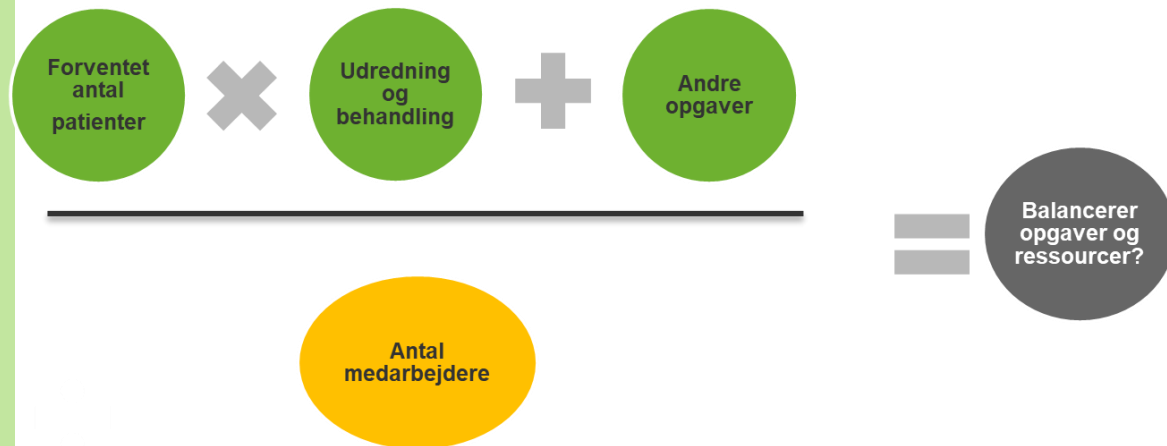 Forventet
antal
patienter
Udredning
og
behandling
Andre
opgaver
Balancerer
opgaver og
ressourcer?
Antal
medarbejdere